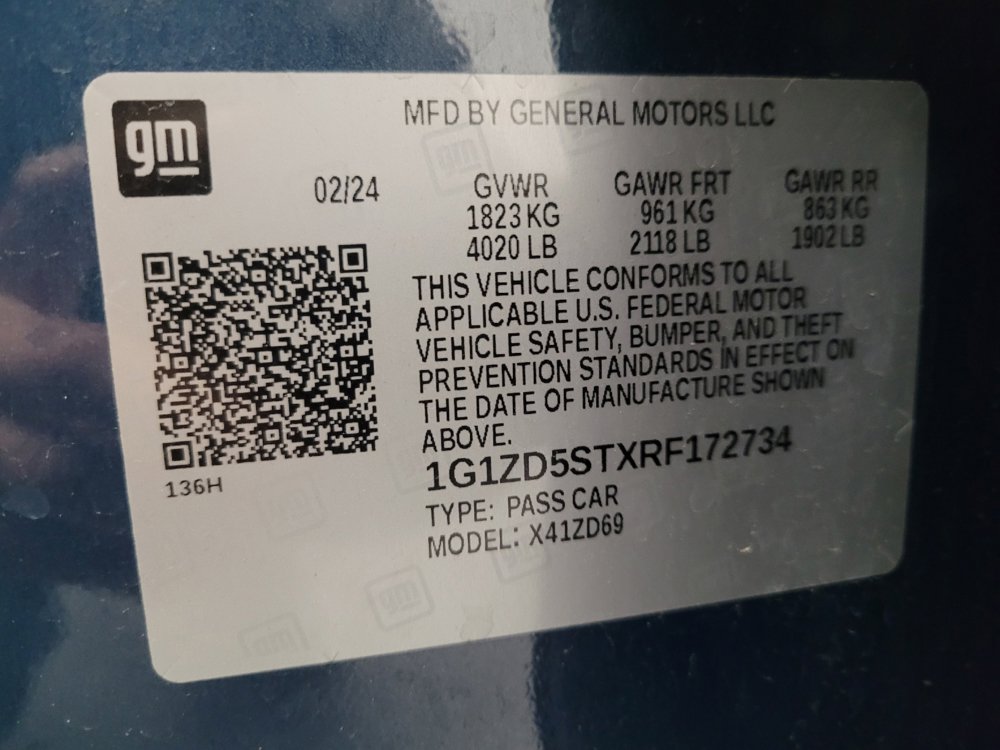 gm
MFD BY GENERAL MOTORS LLC
02/24 GVWR GAWR FRT GAWR RR
1823 KG 961 KG 863 KG
4020 LB 2118 LB 1902 LB
THIS VEHICLE CONFORMS TO ALL
APPLICABLE U.S. FEDERAL MOTOR
VEHICLE SAFETY, BUMPER, AND THEFT
PREVENTION STANDARDS IN EFFECT ON
THE DATE OF MANUFACTURE SHOWN
ABOVE.
1G1ZD5STXRF172734
136H
TYPE: PASS CAR
MODEL: X41ZD69